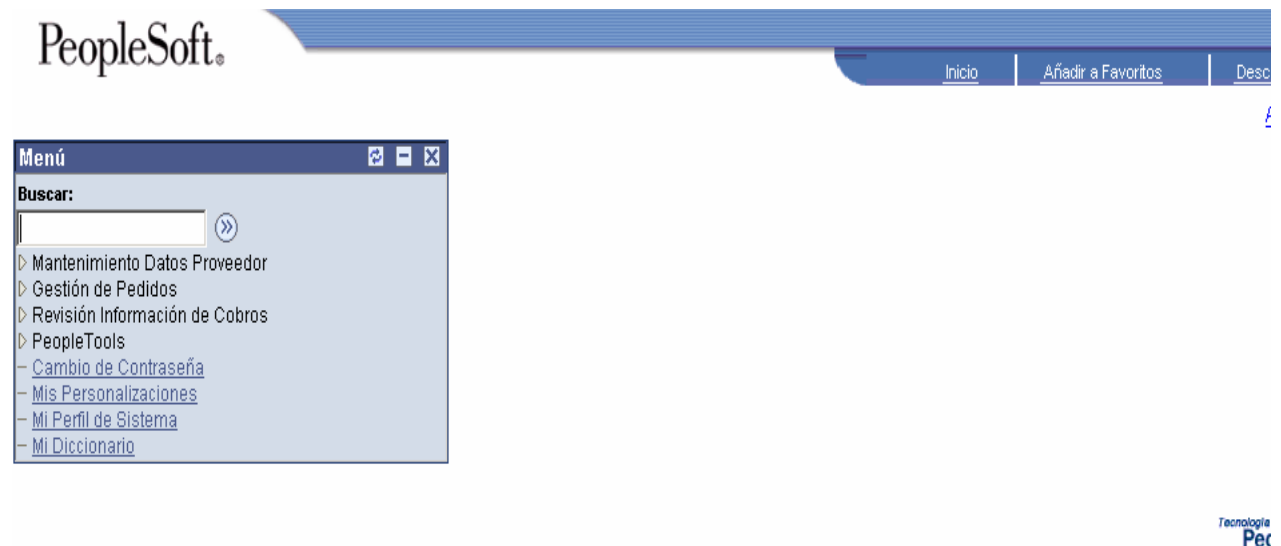 PeopleSoft®
Inicio
Añadir a Favoritos
Menú
Buscar:
Mantenimiento Datos Proveedor
Gestión de Pedidos
Revisión Información de Cobros
PeopleTools
Cambio de Contraseña
Mis Personalizaciones
Mi Perfil de Sistema
Mi Diccionario
Tecnología